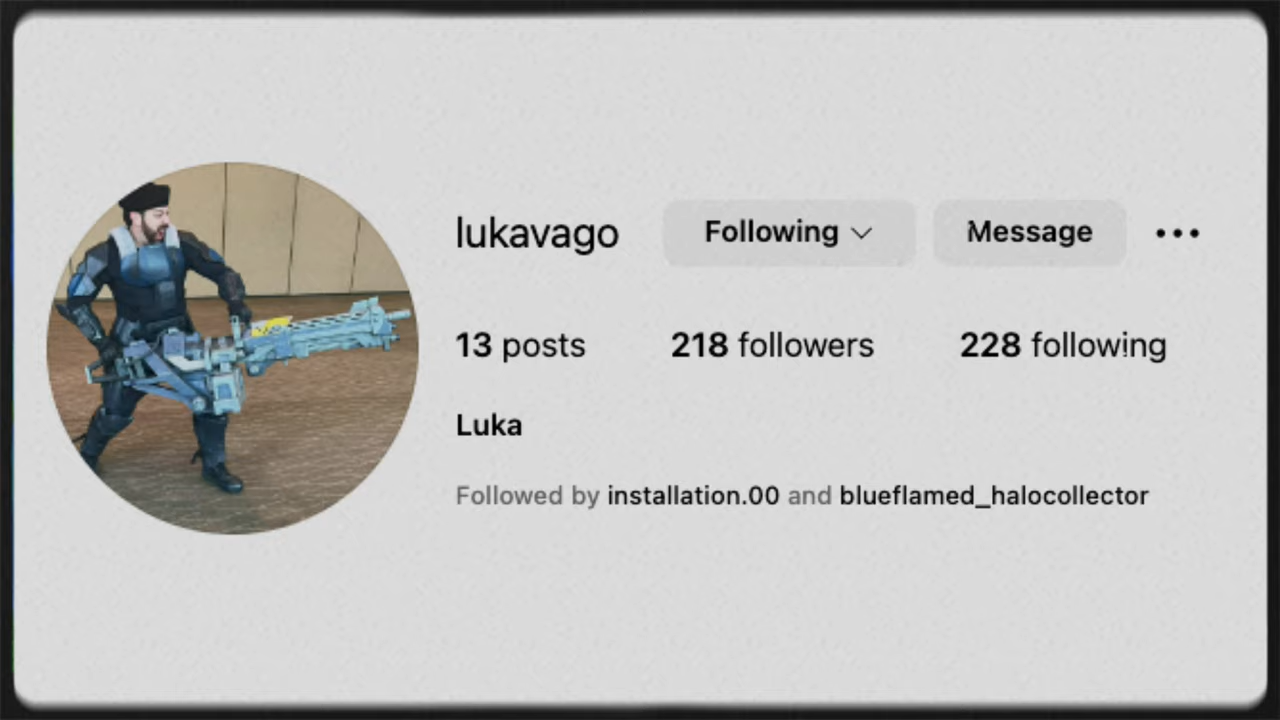 lukavago Following Message
13 posts 218 followers 228 following
Luka
Followed by installation.00 and blueflamed_halocollector